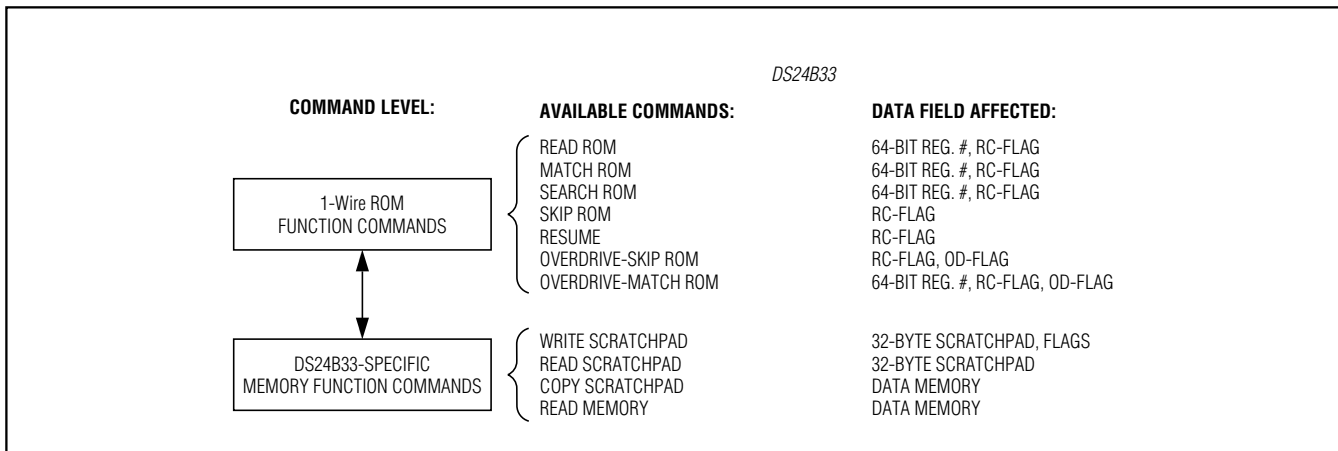 DS24B33
COMMAND LEVEL: AVAILABLE COMMANDS: DATA FIELD AFFECTED:
1-Wire ROM
FUNCTION COMMANDS
READ ROM 64-BIT REG. #, RC-FLAG
MATCH ROM 64-BIT REG. #, RC-FLAG
SEARCH ROM 64-BIT REG. #, RC-FLAG
SKIP ROM RC-FLAG
RESUME RC-FLAG
OVERDRIVE-SKIP ROM RC-FLAG, OD-FLAG
OVERDRIVE-MATCH ROM 64-BIT REG. #, RC-FLAG, OD-FLAG
DS24B33-SPECIFIC
MEMORY FUNCTION COMMANDS
WRITE SCRATCHPAD 32-BYTE SCRATCHPAD, FLAGS
READ SCRATCHPAD 32-BYTE SCRATCHPAD
COPY SCRATCHPAD DATA MEMORY
READ MEMORY DATA MEMORY